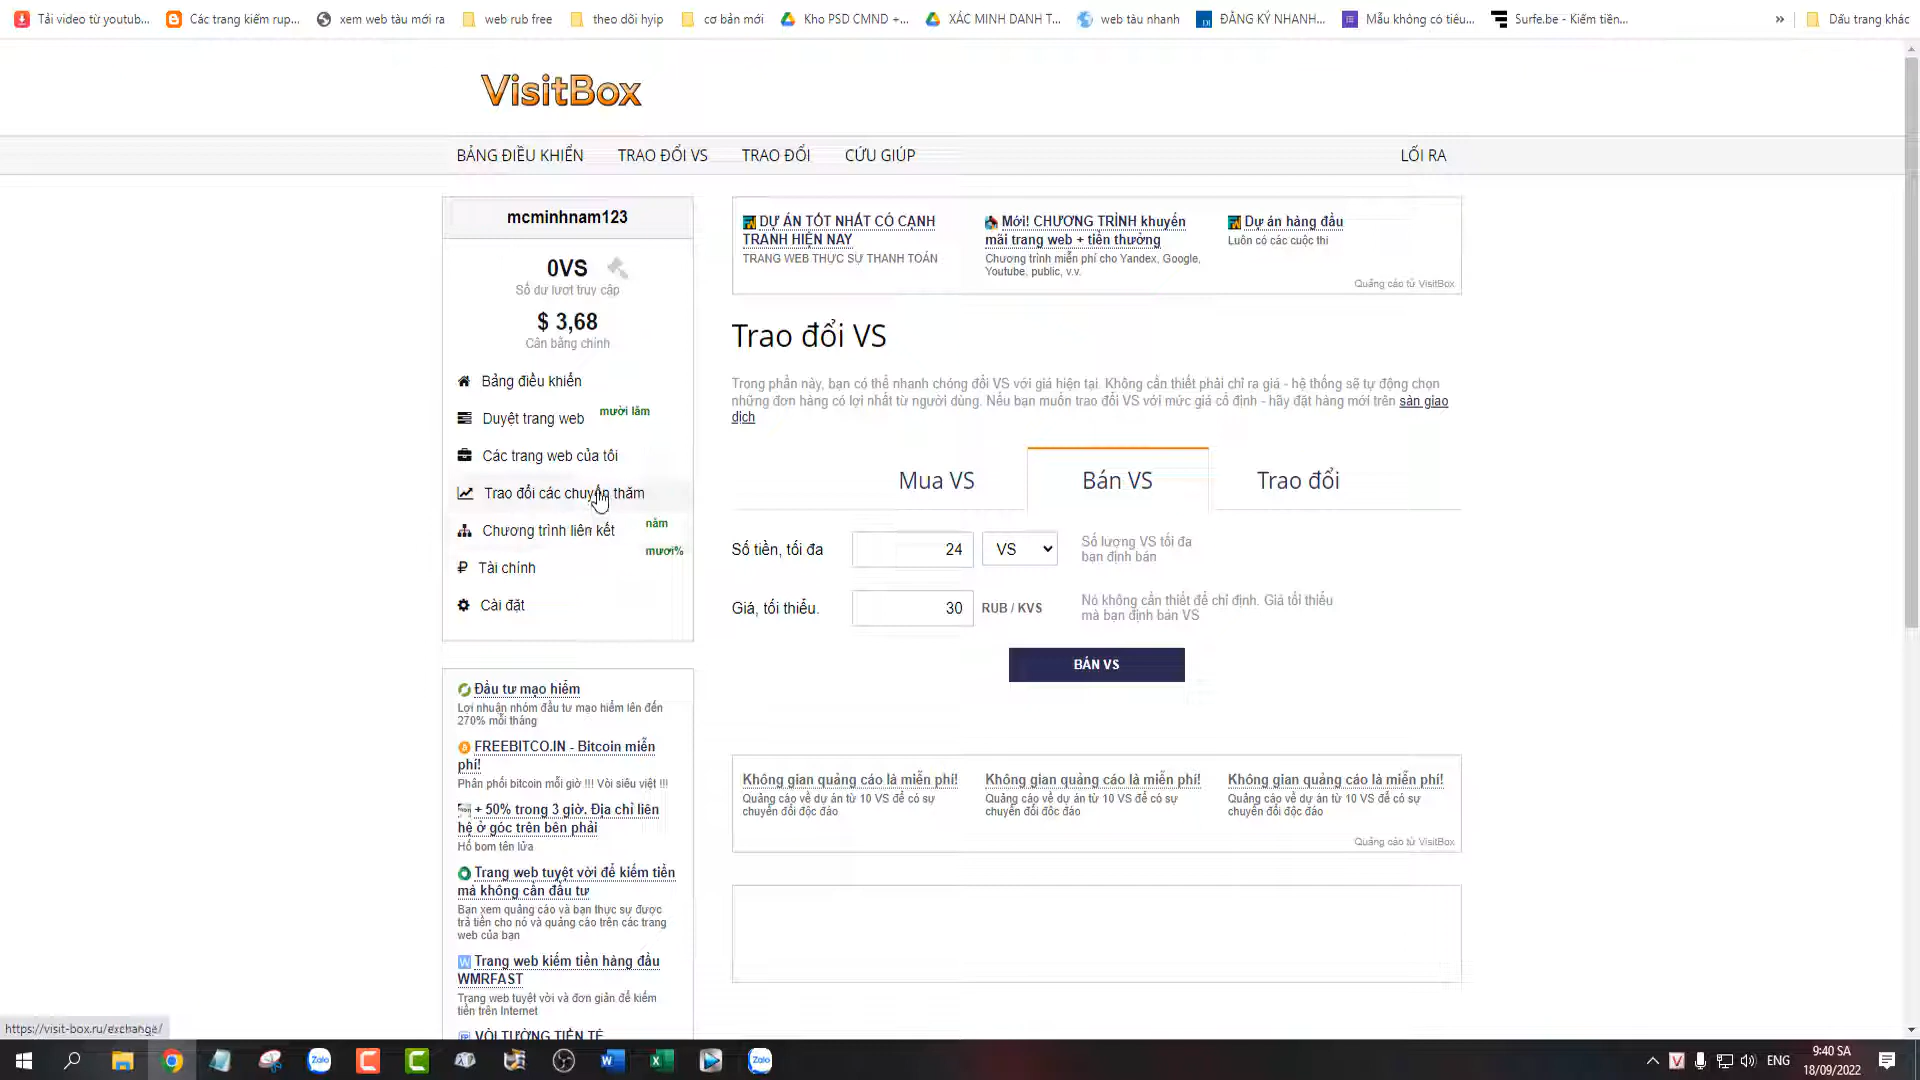 Tải video từ youtub...
Các trang kiếm rup...
xem web tàu mới ra
web rub free
theo dõi hyip
cơ bản mới
Kho PSD CMND +...
XÁC MINH DANH T...
web tàu nhanh
ĐĂNG KÝ NHANH...
Mẫu không có tiêu...
Surfe.be - Kiếm tiền...
»
Dấu trang khác
VisitBox
BẢNG ĐIỀU KHIỂN
TRAO ĐỔI VS
TRAO ĐỔI
CỨU GIÚP
LỐI RA
mcminhnam123
0VS
Số dư lượt truy cập
$ 3,68
Cân bằng chính
Bảng điều khiển
Duyệt trang web
mười lăm
Các trang web của tôi
Trao đổi các chuyến thăm
Chương trình liên kết
năm
mươi%
Tài chính
Cài đặt
DỰ ÁN TỐT NHẤT CÓ CẠNH
TRANH HIỆN NAY
TRANG WEB THỰC SỰ THANH TOÁN
Mới! CHƯƠNG TRÌNH khuyến
mãi trang web + tiền thưởng
Chương trình miễn phí cho Yandex, Google,
Youtube, public, v.v.
Dự án hàng đầu
Luôn có các cuộc thi
Quảng cáo từ VisitBox
Trao đổi VS
Trong phần này, bạn có thể nhanh chóng đổi VS với giá hiện tại. Không cần thiết phải chỉ ra giá - hệ thống sẽ tự động chọn
những đơn hàng có lợi nhất từ người dùng. Nếu bạn muốn trao đổi VS với mức giá cố định - hãy đặt hàng mới trên sàn giao
dịch
Mua VS
Bán VS
Trao đổi
Số tiền, tối đa
24
VS
Số lượng VS tối đa
bạn định bán
Giá, tối thiểu.
30
RUB / KVS
Nó không cần thiết để chỉ định. Giá tối thiểu
mà bạn định bán VS
BÁN VS
Đầu tư mạo hiểm
Lợi nhuận nhóm đầu tư mạo hiểm lên đến
270% mỗi tháng
FREEBITCO.IN - Bitcoin miễn
phí!
Phân phối bitcoin mỗi giờ !!! Vòi siêu việt !!!
+ 50% trong 3 giờ. Địa chỉ liên
hệ ở góc trên bên phải
Hố bom tên lửa
Trang web tuyệt vời để kiếm tiền
mà không cần đầu tư
Bạn xem quảng cáo và bạn thực sự được
trả tiền cho nó và quảng cáo trên các trang
web của bạn
Trang web kiếm tiền hàng đầu
WMRFAST
Trang web tuyệt vời và đơn giản để kiếm
tiền trên Internet
VÒI TƯỜNG TIỀN TỆ
Không gian quảng cáo là miễn phí!
Quảng cáo về dự án từ 10 VS để có sự
chuyển đổi độc đáo
Không gian quảng cáo là miễn phí!
Quảng cáo về dự án từ 10 VS để có sự
chuyển đổi độc đáo
Không gian quảng cáo là miễn phí!
Quảng cáo về dự án từ 10 VS để có sự
chuyển đổi độc đáo
Quảng cáo từ VisitBox
https://visit-box.ru/exchange/
ENG
9:40 SA
18/09/2022